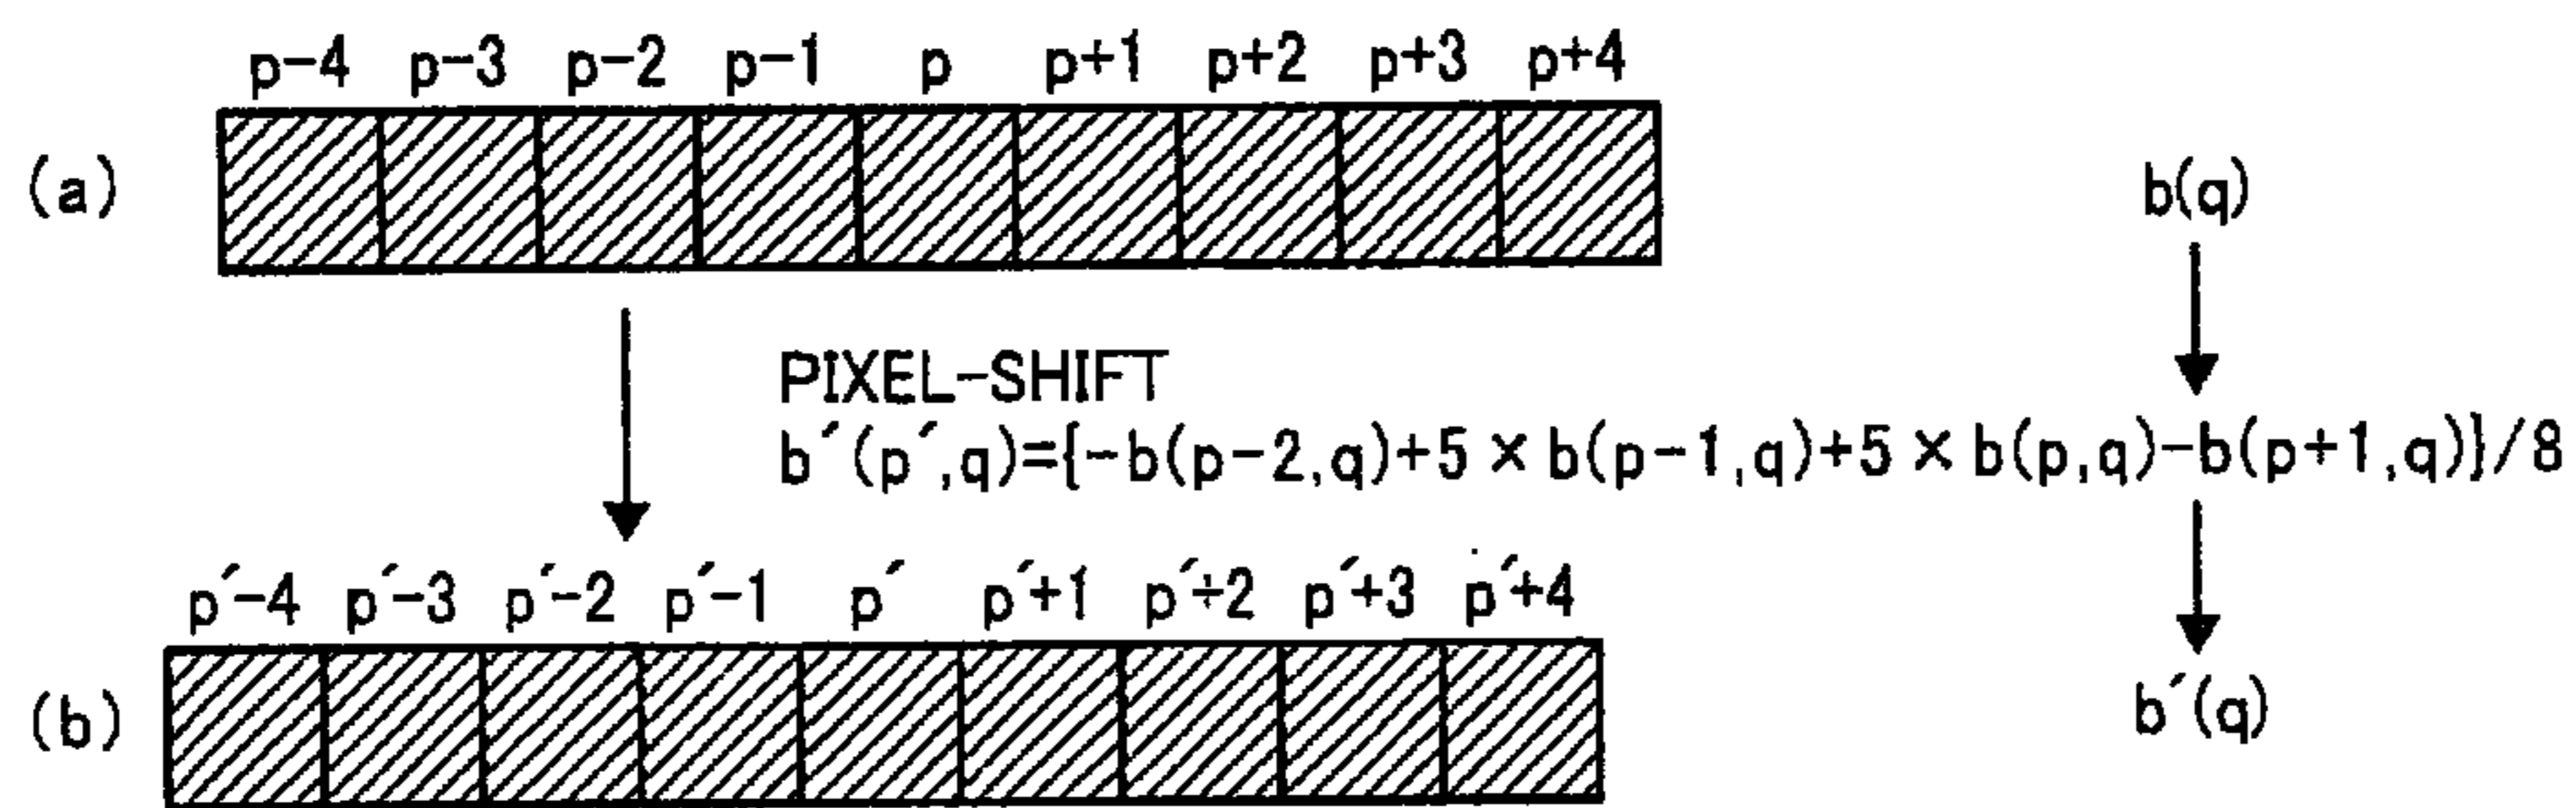 p-4 p-3 p-2 p-1 p p+1 p+2 p+3 p+4
(a)
b(q)
PIXEL-SHIFT
b´(p´,q)={-b(p-2,q)+5 × b(p-1,q)+5 × b(p,q)-b(p+1,q)}/8
p´-4 p´-3 p´-2 p´-1 p´ p´+1 p´+2 p´+3 p´+4
(b)
b´(q)